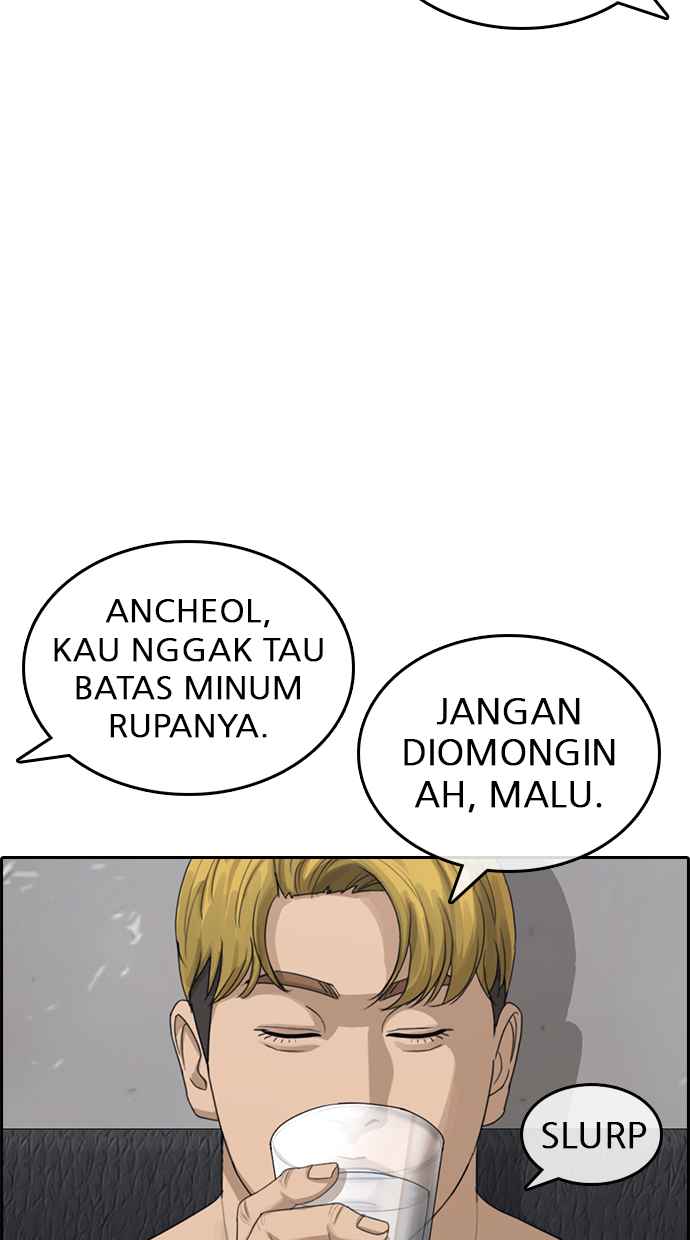 ANCHEOL,
KAU NGGAK TAU
BATAS MINUM
RUPANYA.
JANGAN
DIOMONGIN
AH, MALU.
SLURP